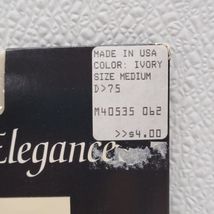 MADE IN USA
COLOR: IVORY
SIZE MEDIUM
D>75
M40535 062
>>$4.00
Elegance